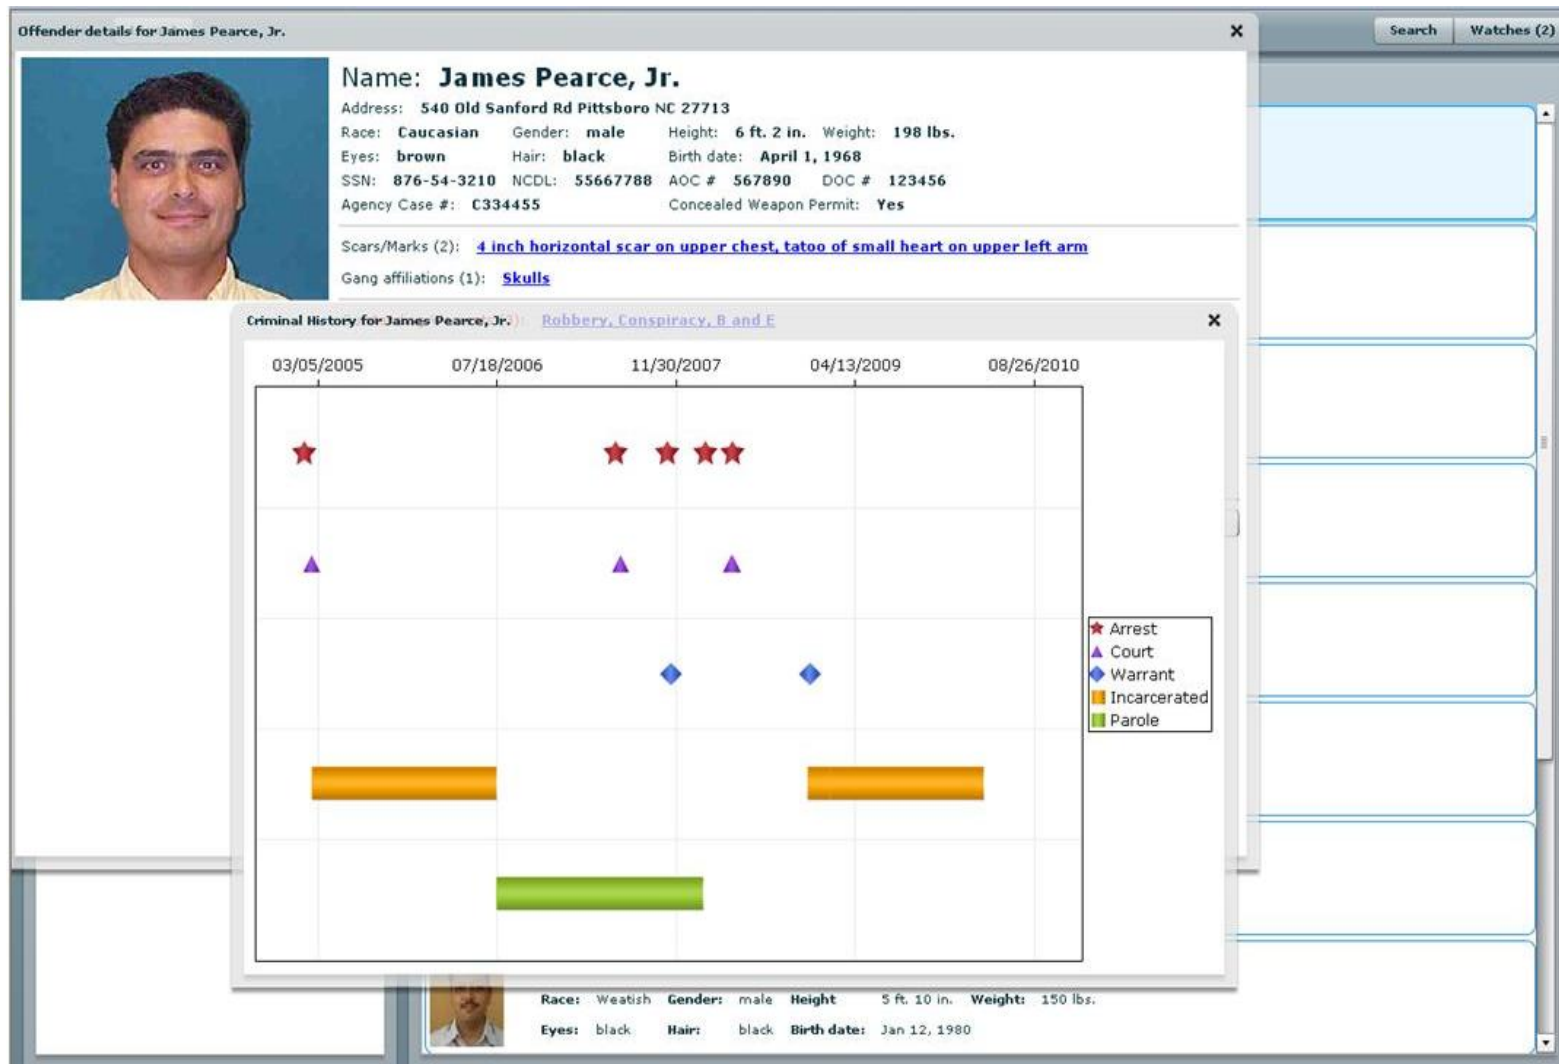 Offender details for James Pearce, Jr.
Search Watches (2)
Name: James Pearce, Jr.
Address: 540 Old Sanford Rd Pittsboro NC 27713
Race: Caucasian Gender: male Height: 6 ft. 2 in. Weight: 198 lbs.
Eyes: brown Hair: black Birth date: April 1, 1968
SSN: 876-54-3210 NCDL: 55667788 AOC # 567890 DOC # 123456
Agency Case #: C334455 Concealed Weapon Permit: Yes
Scars/Marks (2): 4 inch horizontal scar on upper chest, tatoo of small heart on upper left arm
Gang affiliations (1): Skulls
Criminal History for James Pearce, Jr. Robbery, Conspiracy, B and E
03/05/2005 07/18/2006 11/30/2007 04/13/2009 08/26/2010
Arrest
Court
Warrant
Incarcerated
Parole
Race: Weatish Gender: male Height 5 ft. 10 in. Weight: 150 lbs.
Eyes: black Hair: black Birth date: Jan 12, 1980